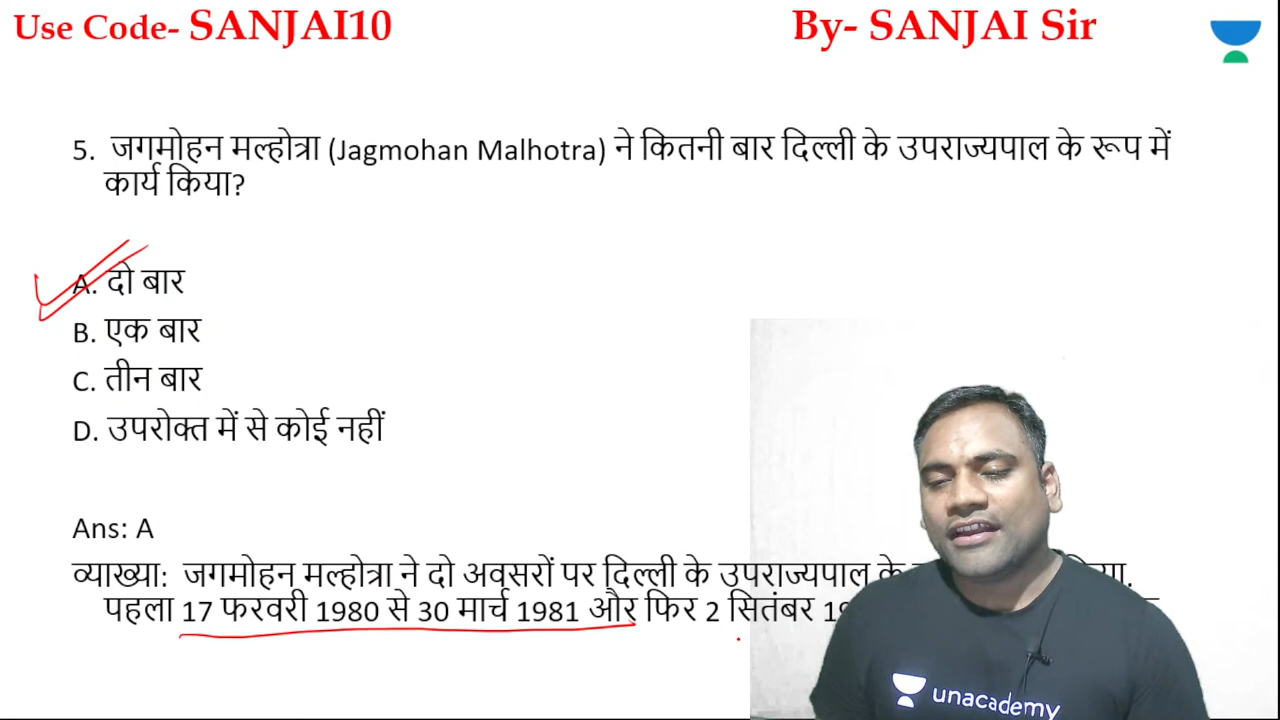 Use Code- SANJAI10
By- SANJAI Sir
5. जगमोहन मल्होत्रा (Jagmohan Malhotra) ने कितनी बार दिल्ली के उपराज्यपाल के रूप में
कार्य किया?
A. दो बार
B. एक बार
C. तीन बार
D. उपरोक्त में से कोई नहीं
Ans: A
व्याख्या: जगमोहन मल्होत्रा ने दो अवसरों पर दिल्ली के उपराज्यपाल के
पहला 17 फरवरी 1980 से 30 मार्च 1981 और फिर 2 सितंबर
unacademy